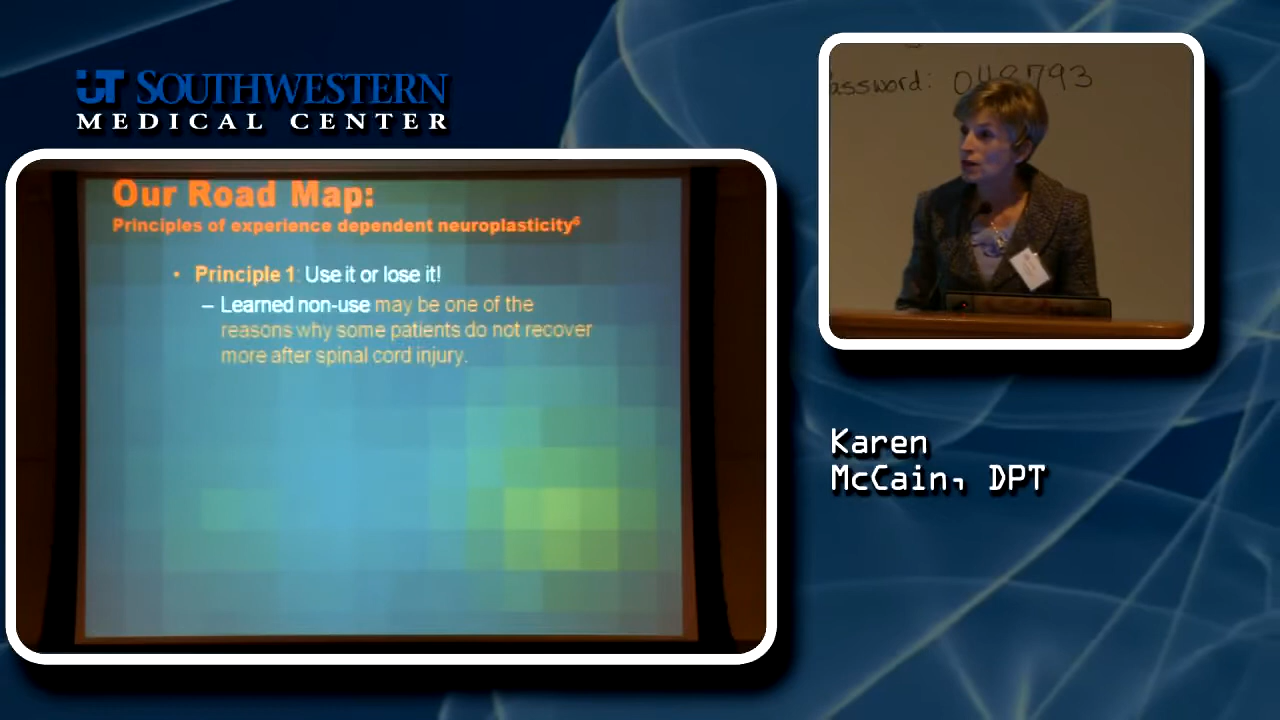 UT SOUTHWESTERN
MEDICAL CENTER
Our Road Map:
Principles of experience dependent neuroplasticity6
• Principle 1: Use it or lose it!
– Learned non-use may be one of the
reasons why some patients do not recover
more after spinal cord injury.
assword: 048793
Karen
McCain, DPT